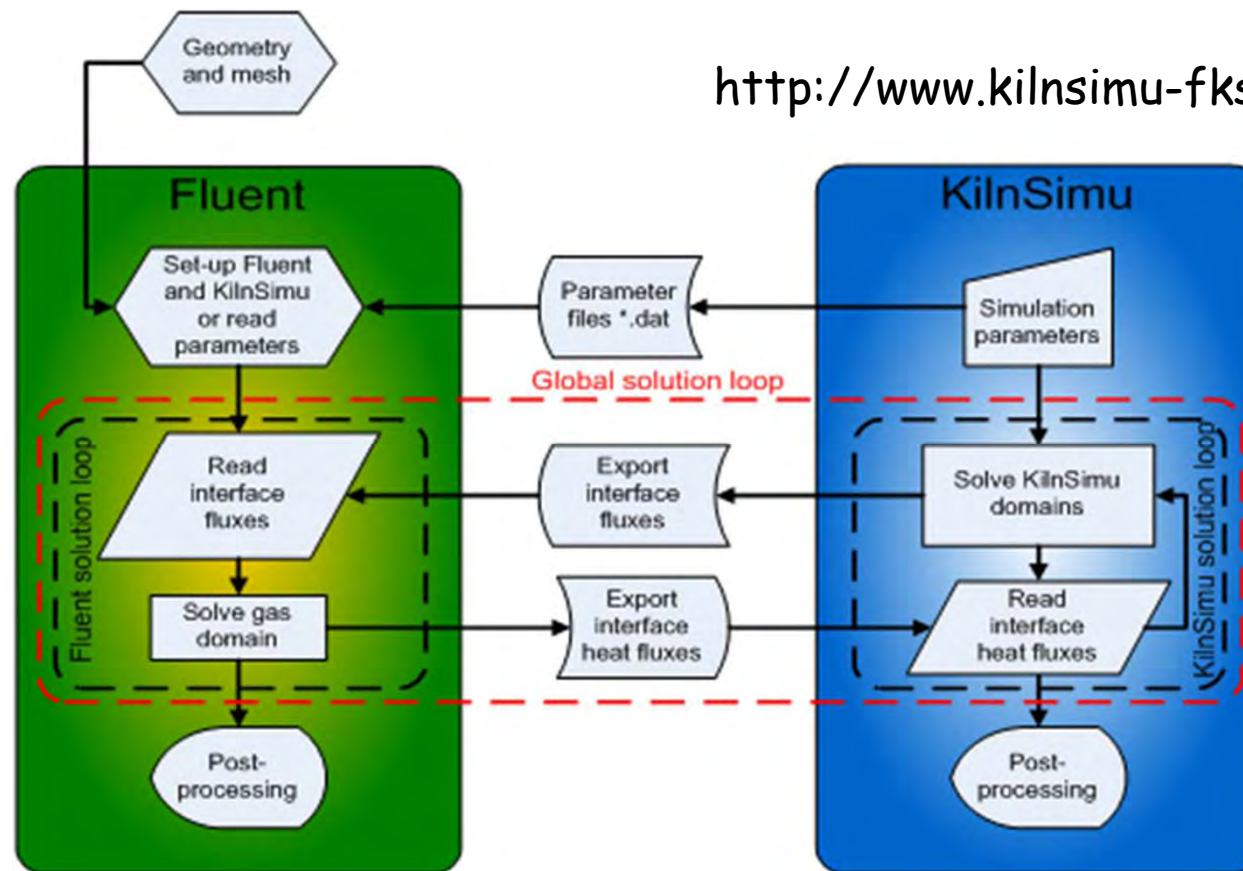 Geometry
and mesh
http://www.kilnsimu-fks
Fluent
KilnSimu
Set-up Fluent
and KilnSimu
or read
parameters
Parameter
files *.dat
Simulation
parameters
Global solution loop
Fluent solution loop
Read
interface
fluxes
Export
interface
fluxes
Solve KilnSimu
domains
KilnSimu solution loop
Solve gas
domain
Export
interface
heat fluxes
Read
interface
heat fluxes
Post-
processing
Post-
processing